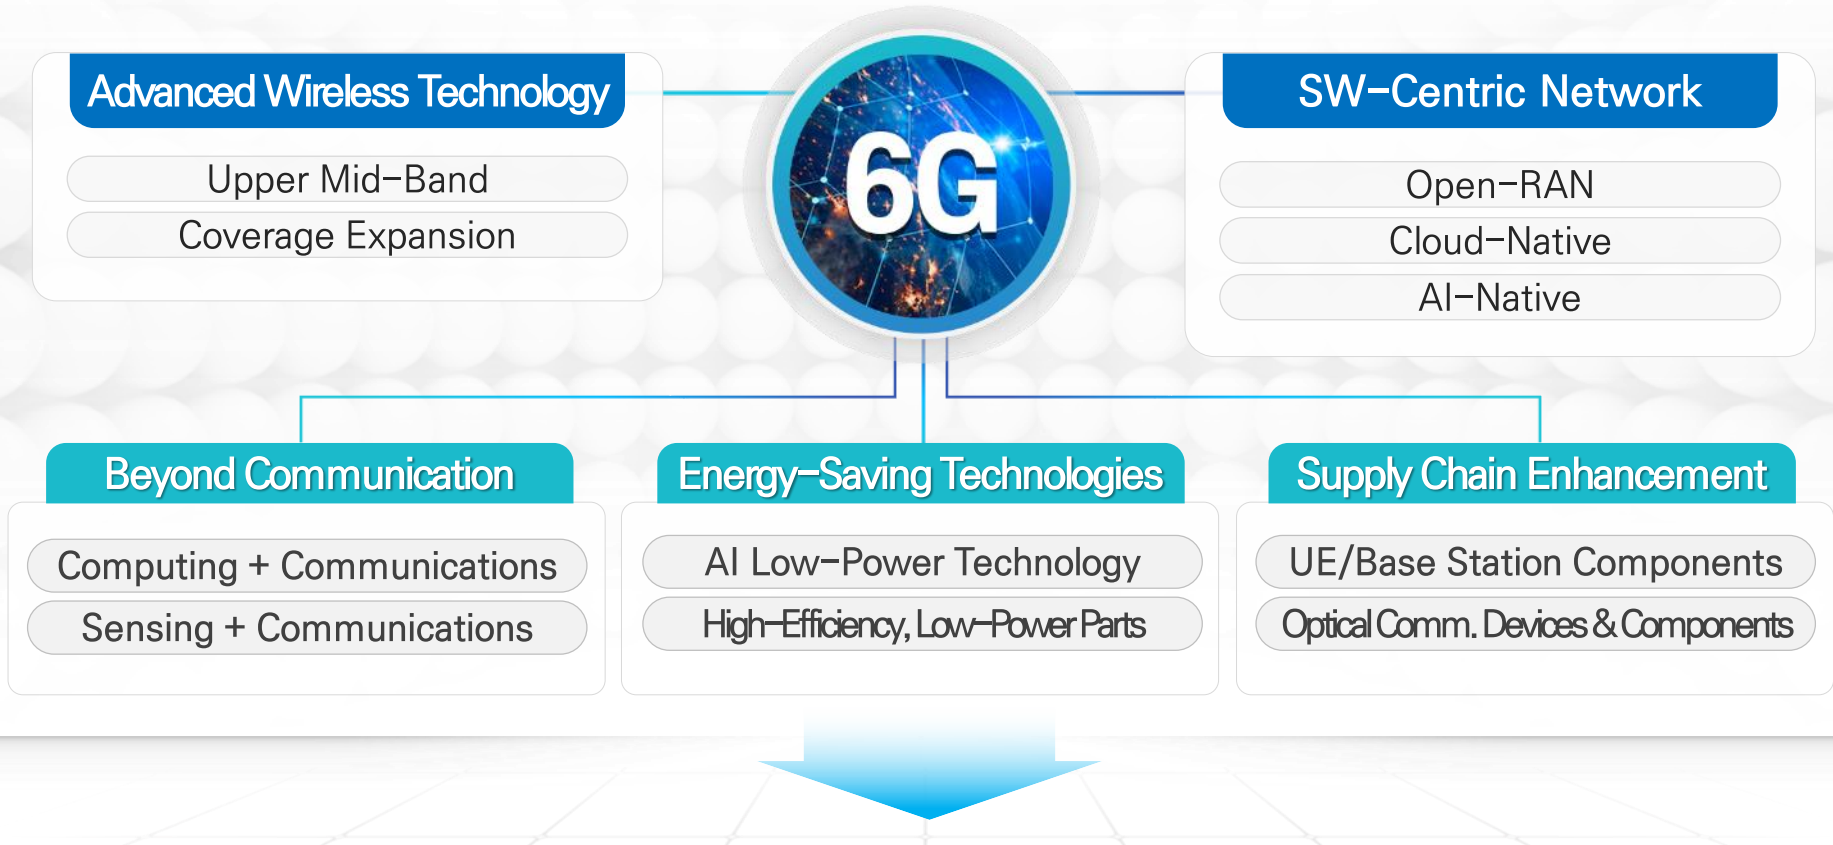 6G
Advanced Wireless Technology
Upper Mid-Band
Coverage Expansion
SW-Centric Network
Open-RAN
Cloud-Native
AI-Native
Beyond Communication
Computing + Communications
Sensing + Communications
Energy-Saving Technologies
AI Low-Power Technology
High-Efficiency, Low-Power Parts
Supply Chain Enhancement
UE/Base Station Components
Optical Comm. Devices & Components